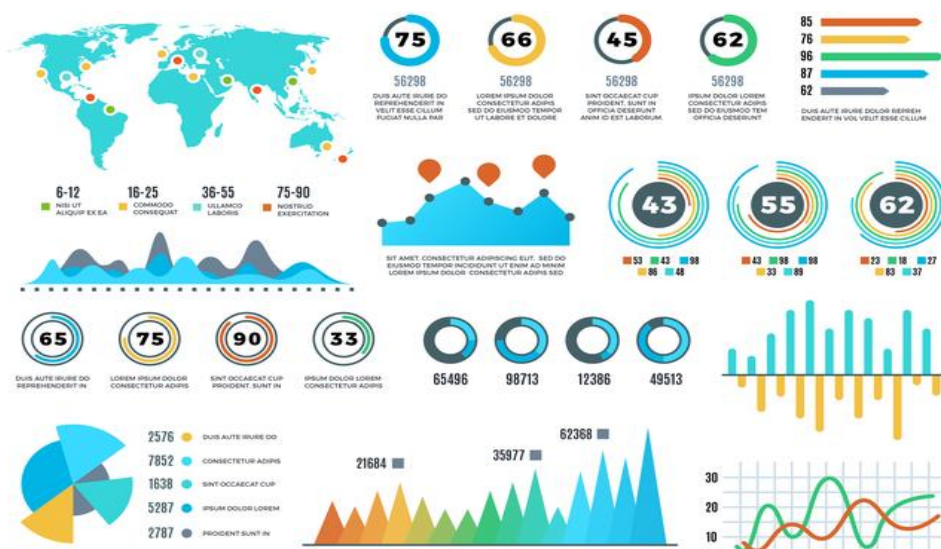 75
66
45
62
56298
56298
56298
56298
DUIS AUTE IRURE DO
REPREHENDERIT IN
VELIT ESSE CILLUM
FUGIAT NULLA PAR
LOREM IPSUM DOLOR
CONSECTETUR ADIPIS
SED DO EIUSMOD TEMPOR
UT LABORE ET DOLORE
SINT OCCAECAT CUP
PROIDENT. SUNT IN
OFFICIA DESERUNT
ANIM ID EST LABORUM.
IPSUM DOLOR LOREM
CONSECTETUR ADIPIS
SED DO EIUSMOD TEM
OFFICIA DESERUNT
85
76
96
87
62
DUIS AUTE IRURE DOLOR REPREH
ENDERIT IN VOL VELIT ESSE CILLUM
6-12
NISI UT
ALIQUIP EX EA
16-25
COMMODO
CONSEQUAT
36-55
ULLAMCO
LABORIS
75-90
NOSTRUD
EXERCITATION
SIT AMET. CONSECTETUR ADIPISCING ELIT. SED DO
EIUSMOD TEMPOR INCIDIDUNT UT ENIM AD MINIM
LOREM IPSUM DOLOR CONSECTETUR ADIPIS SED
43
53 43 98
86 48
55
43 98 98
33 89
62
23 18 27
83 37
65
75
90
33
DUIS AUTE IRURE DO
REPREHENDERIT IN
LOREM IPSUM DOLOR
CONSECTETUR ADIPIS
SINT OCCAECAT CUP
PROIDENT. SUNT IN
IPSUM DOLOR LOREM
CONSECTETUR ADIPIS
65496
98713
12386
49513
2576 DUIS AUTE IRURE DO
7852 CONSECTETUR ADIPIS
1638 SINT OCCAECAT CUP
5287 IPSUM DOLOR LOREM
2787 PROIDENT SUNT IN
21684
35977
62368
30
20
10